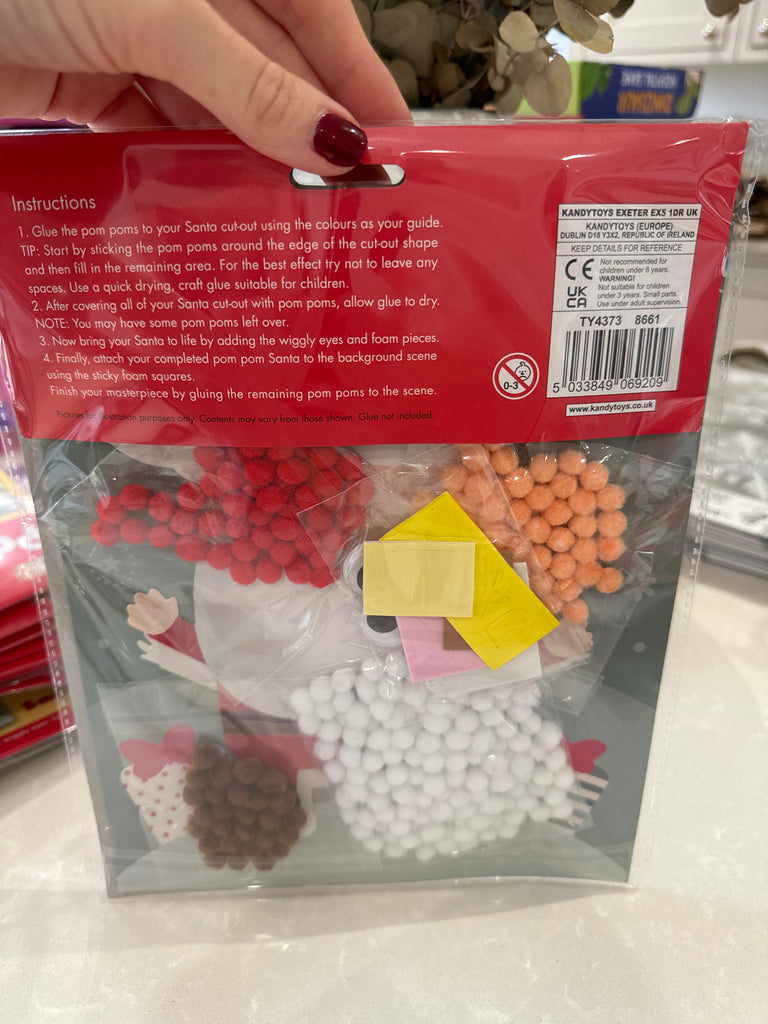 Instructions
1. Glue the pom poms to your Santa cut-out using the colours as your guide.
TIP: Start by sticking the pom poms around the edge of the cut-out shape
and then fill in the remaining area. For the best effect try not to leave any
spaces. Use a quick drying, craft glue suitable for children.
2. After covering all of your Santa cut-out with pom poms, allow glue to dry.
NOTE: You may have some pom poms left over.
3. Now bring your Santa to life by adding the wiggly eyes and foam pieces.
4. Finally, attach your completed pom pom Santa to the background scene
using the sticky foam squares.
Finish your masterpiece by gluing the remaining pom poms to the scene.
Pictures for illustration purposes only. Contents may vary from those shown. Glue not included.
KANDYTOYS EXETER EX5 1DR UK
KANDYTOYS (EUROPE)
DUBLIN D18 Y3X2, REPUBLIC OF IRELAND
KEEP DETAILS FOR REFERENCE
CE
UK
CA
Not recommended for
children under 6 years.
WARNING!
Not suitable for children
under 3 years. Small parts.
Use under adult supervision.
TY4373 8661
5 033849 069209
0-3
www.kandytoys.co.uk
DINOSAUR